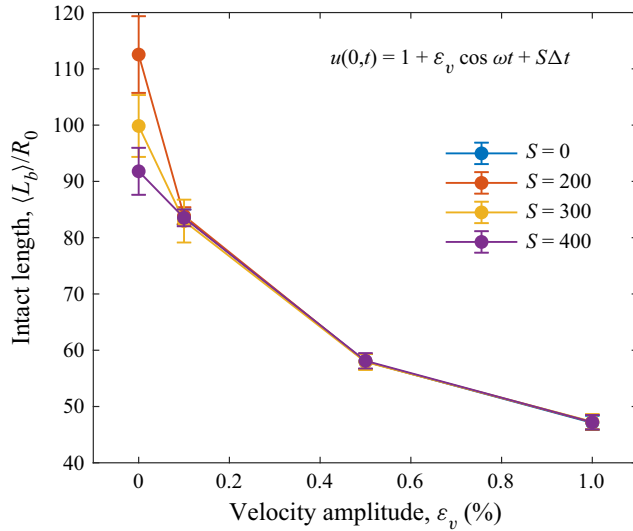 120
110
100
90
80
70
60
50
40
Intact length, ⟨L_b⟩/R_0
u(0,t) = 1 + ε_v cos ωt + SΔt
S = 0
S = 200
S = 300
S = 400
0 0.2 0.4 0.6 0.8 1.0
Velocity amplitude, ε_v (%)